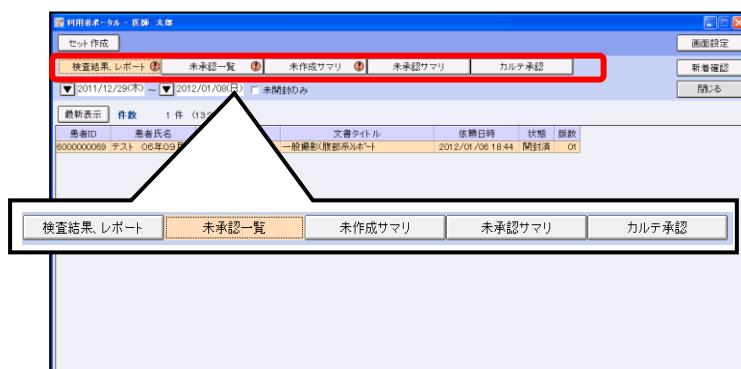 利用者ポータル - 医師 太郎
セット作成 画面設定
検査結果、レポート 未承認一覧 未作成サマリ 未承認サマリ カルテ承認 新着確認
2011/12/29(木) ~ 2012/01/08(日) 未開封のみ 閉じる
最新表示 件数 1 件
患者ID 患者氏名 文書タイトル 依頼日時 状態 版数
6000000069 テスト 06年09月 一般撮影(腹部系)レポート 2012/01/06 18:44 開封済 01
検査結果、レポート 未承認一覧 未作成サマリ 未承認サマリ カルテ承認